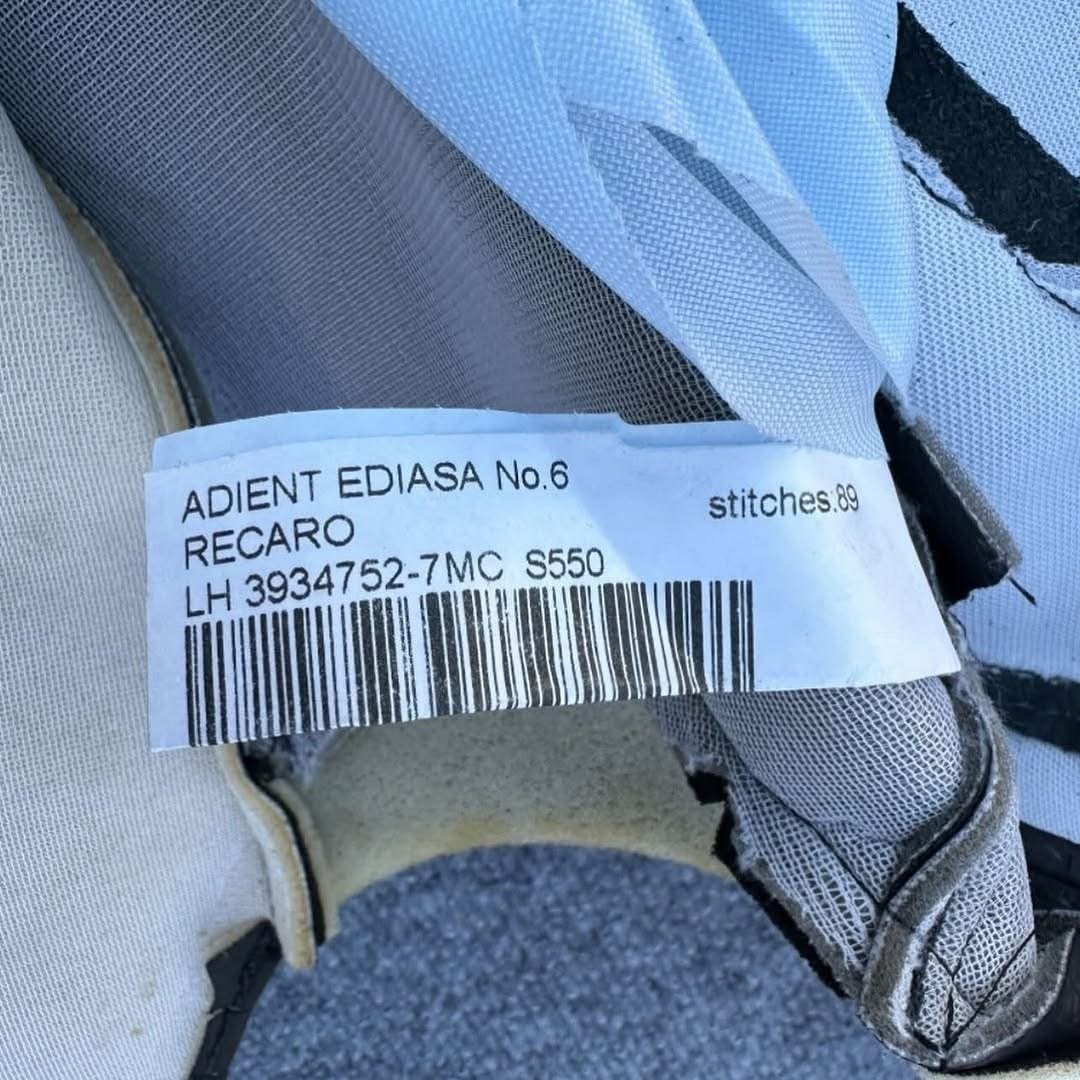 ADIENT EDIASA No.6
stitches:89
RECARO
LH 3934752-7MC S550